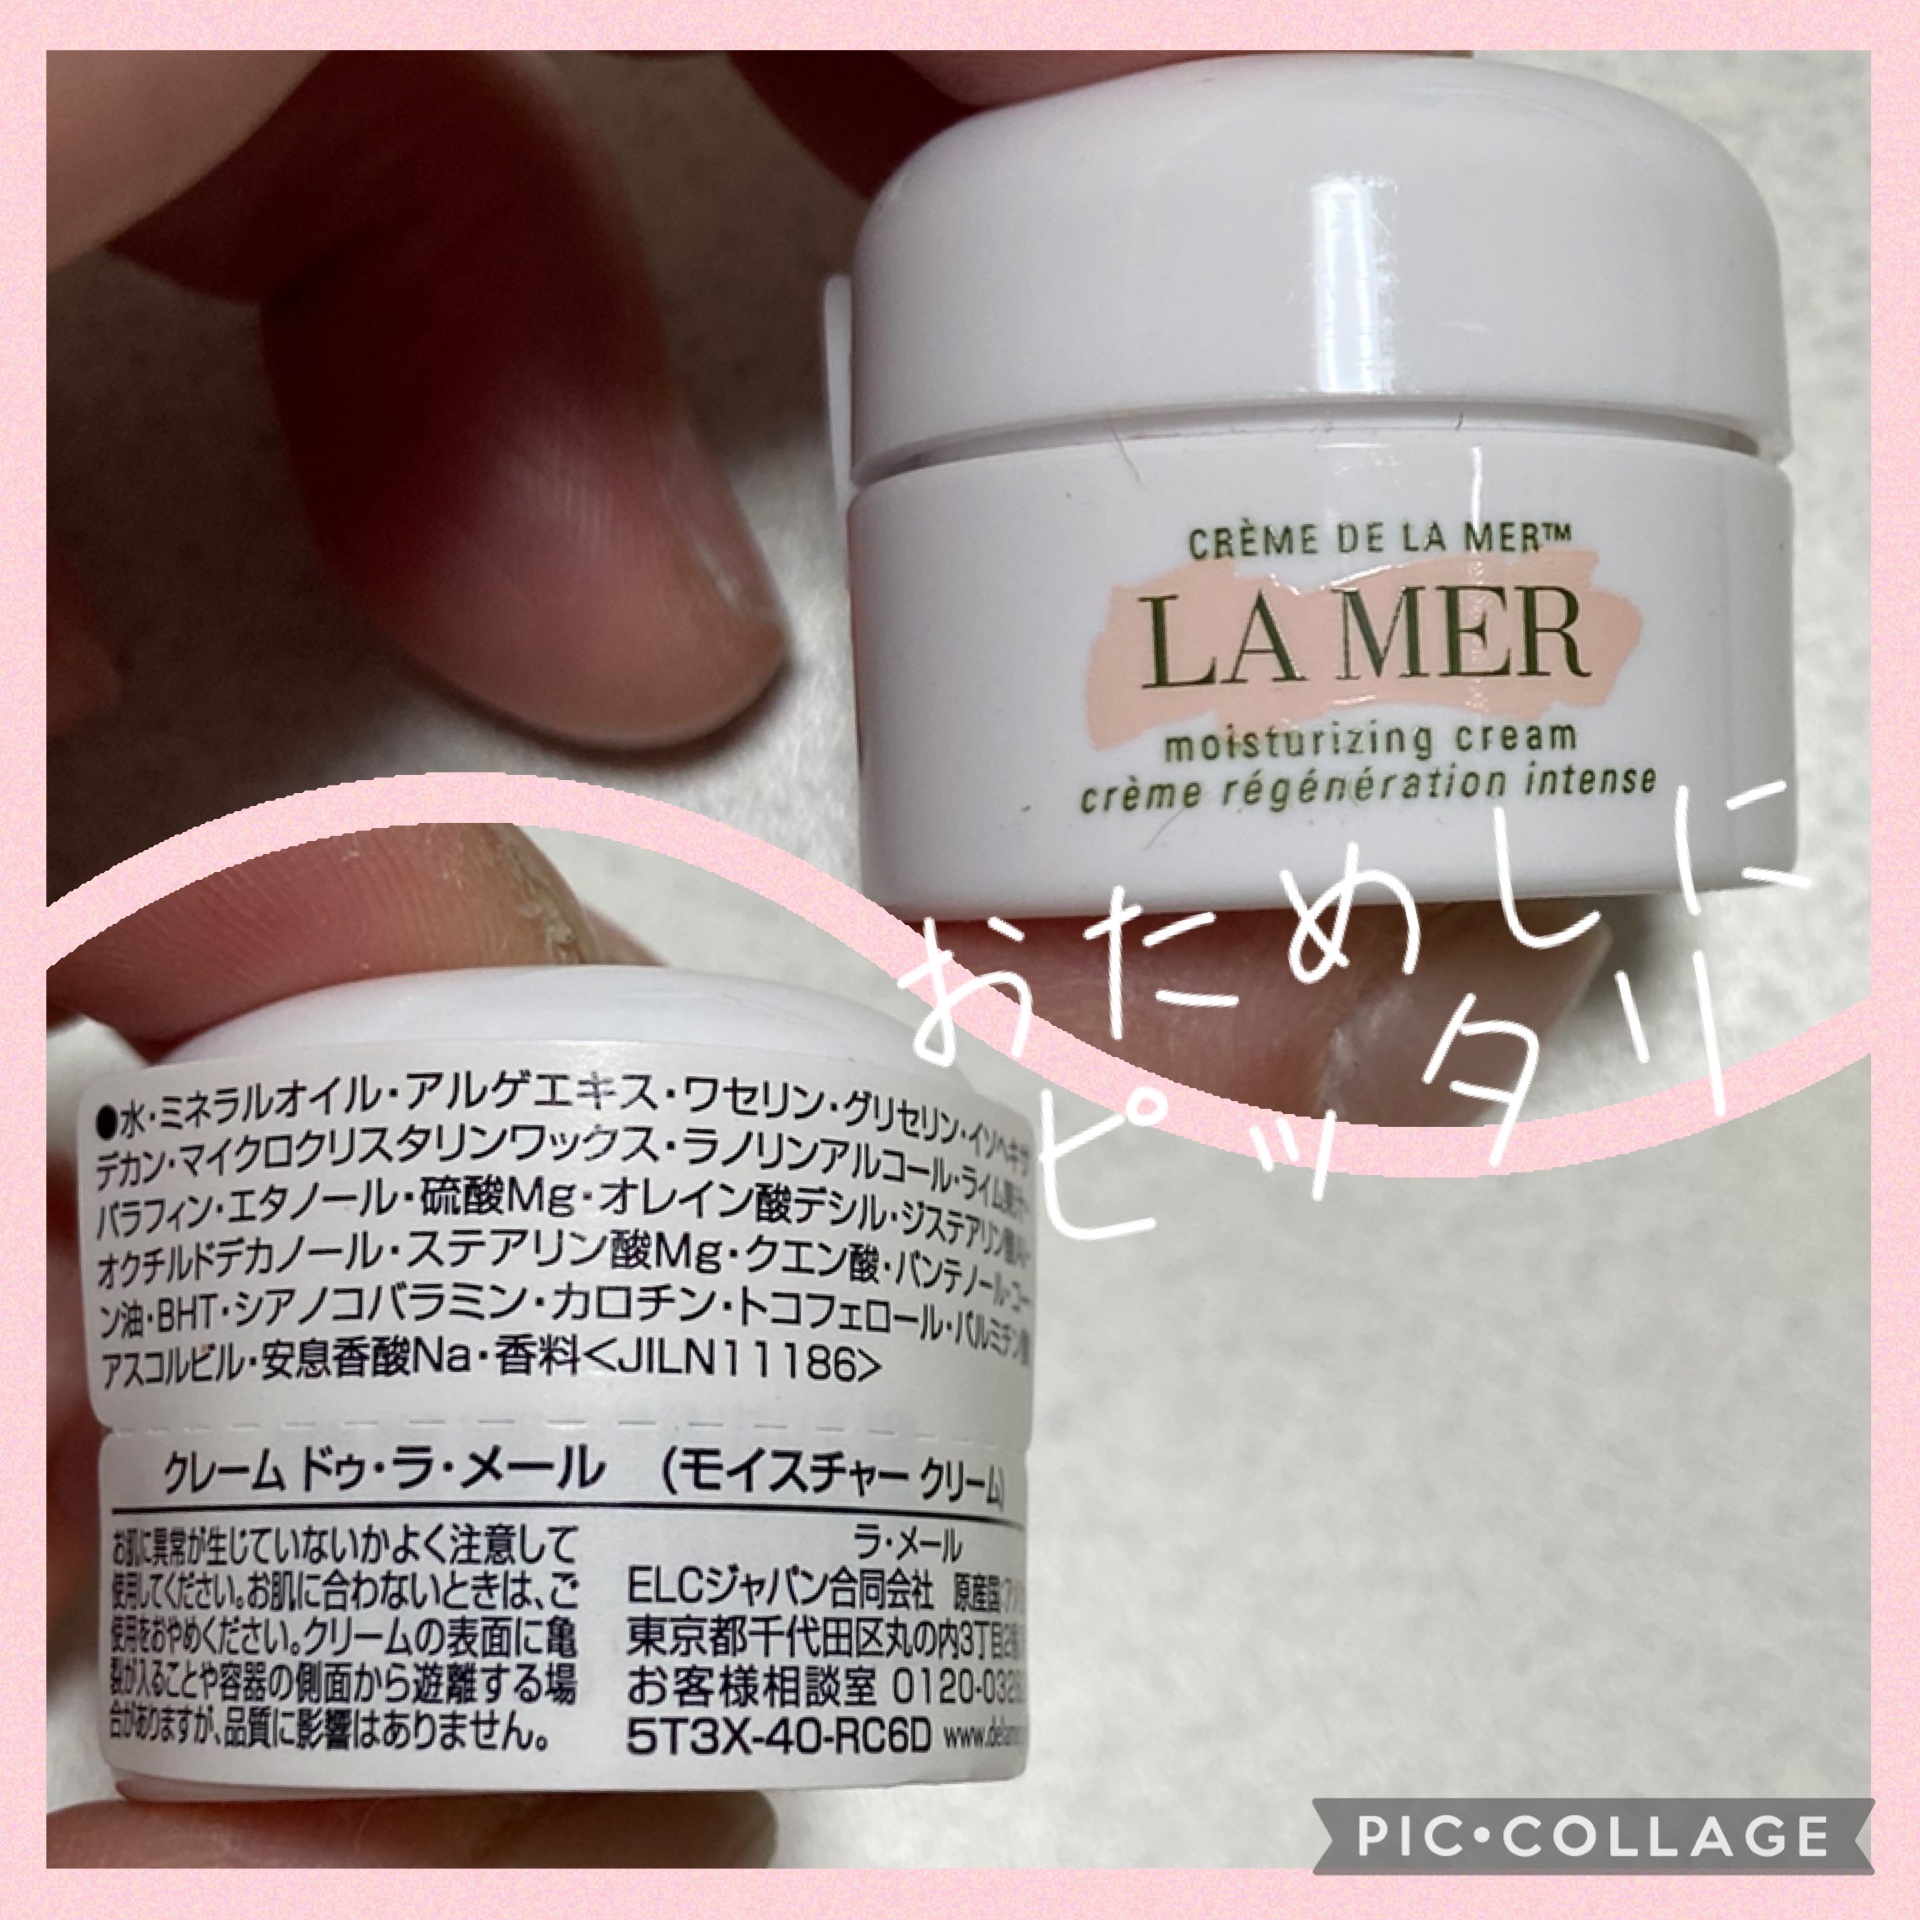 CRÈME DE LA MER™
LA MER
moisturizing cream
crème régénération intense
おためしに
ピッタリ
●水・ミネラルオイル・アルゲエキス・ワセリン・グリセリン・イソヘキサ
デカン・マイクロクリスタリンワックス・ラノリンアルコール・ライム果汁・
パラフィン・エタノール・硫酸Mg・オレイン酸デシル・ジステアリン酸Al・
オクチルドデカノール・ステアリン酸Mg・クエン酸・パンテノール・
ン油・BHT・シアノコバラミン・カロチン・トコフェロール・パルミチン酸
アスコルビル・安息香酸Na・香料<JILN11186>
クレーム ドゥ・ラ・メール (モイスチャー クリーム)
お肌に異常が生じていないかよく注意して
使用してください。お肌に合わないときは、ご
使用をおやめください。クリームの表面に亀
裂が入ることや容器の側面から遊離する場
合がありますが、品質に影響はありません。
ラ・メール
ELCジャパン合同会社 原産国:
東京都千代田区丸の内3丁目
お客様相談室
5T3X-40-RC6D
PIC•COLLAGE